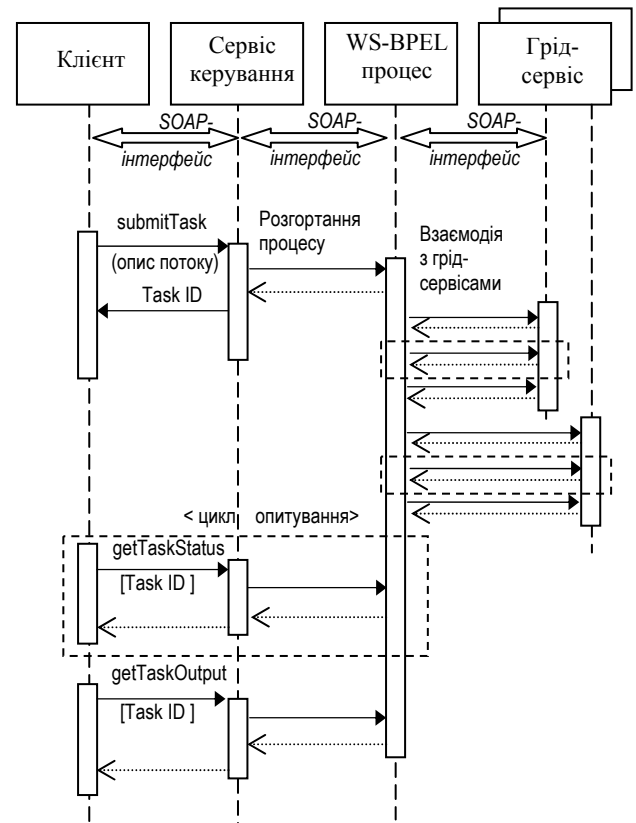 Клієнт
Сервіс
керування
WS-BPEL
процес
Грід-
сервіс
SOAP-
інтерфейс
SOAP-
інтерфейс
SOAP-
інтерфейс
submitTask
(опис потоку)
Task ID
Розгортання
процесу
Взаємодія
з грід-
сервісами
< цикл опитування>
getTaskStatus
[Task ID ]
getTaskOutput
[Task ID ]